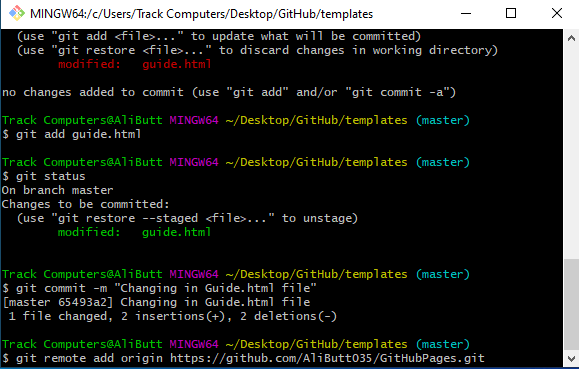 MINGW64:/c/Users/Track Computers/Desktop/GitHub/templates
(use "git add <file>..." to update what will be committed)
(use "git restore <file>..." to discard changes in working directory)
modified:   guide.html
no changes added to commit (use "git add" and/or "git commit -a")
Track Computers@AliButt MINGW64 ~/Desktop/GitHub/templates (master)
$ git add guide.html
Track Computers@AliButt MINGW64 ~/Desktop/GitHub/templates (master)
$ git status
On branch master
Changes to be committed:
(use "git restore --staged <file>..." to unstage)
modified:   guide.html
Track Computers@AliButt MINGW64 ~/Desktop/GitHub/templates (master)
$ git commit -m "Changing in Guide.html file"
[master 65493a2] Changing in Guide.html file
1 file changed, 2 insertions(+), 2 deletions(-)
Track Computers@AliButt MINGW64 ~/Desktop/GitHub/templates (master)
$ git remote add origin https://github.com/AliButt035/GitHubPages.git